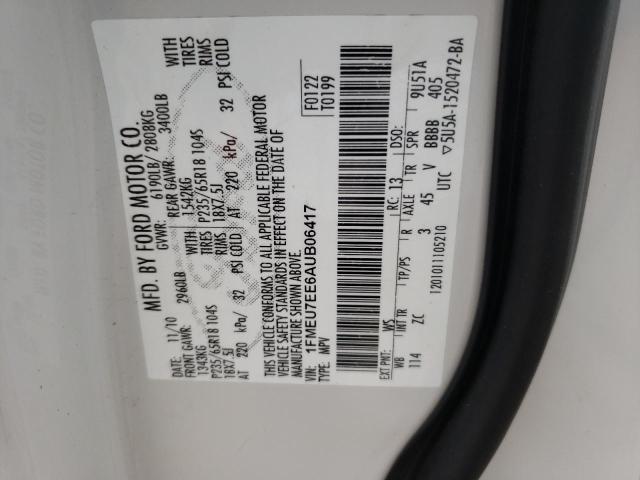 MFD. BY FORD MOTOR CO.
DATE: 11/10 GVWR: 6190LB/ 2808KG
FRONT GAWR: 2960LB REAR GAWR: 3400LB
1343KG WITH 1542KG WITH
P235/65R18 104S TIRES P235/65R18 104S TIRES
18X7.5J RIMS 18X7.5J RIMS
AT 220 kPa/ 32 PSI COLD AT 220 kPa/ 32 PSI COLD
THIS VEHICLE CONFORMS TO ALL APPLICABLE FEDERAL MOTOR
VEHICLE SAFETY STANDARDS IN EFFECT ON THE DATE OF
MANUFACTURE SHOWN ABOVE.
VIN: 1FMEU7EE6AUB06417 F0122
TYPE: MPV T0199
EXT PNT: WS RC: 13 DSO:
WB INT TR TP/PS R AXLE TR SPR 9U51A
114 ZC 3 45 V BBBB 405
1201011105210 UTC ▽5U5A-1520472-BA